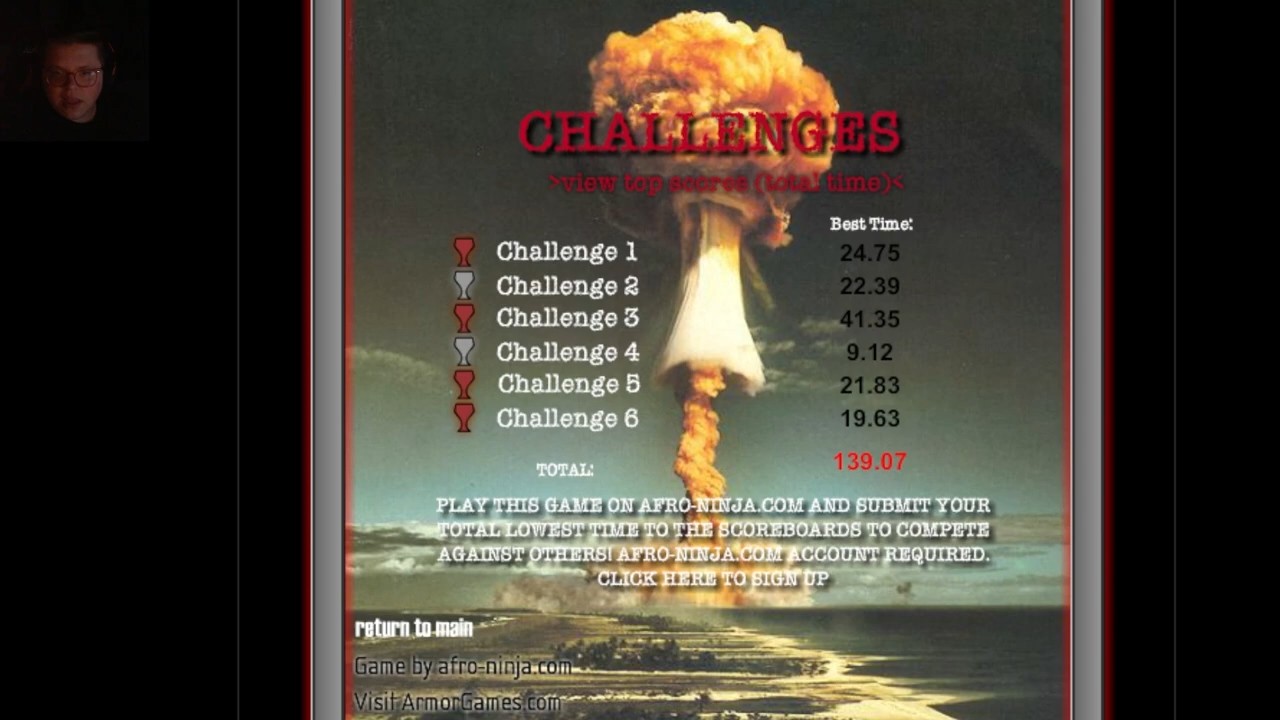 CHALLENGES
>view top scores (total time)<
Best Time:
Challenge 1 24.75
Challenge 2 22.39
Challenge 3 41.35
Challenge 4 9.12
Challenge 5 21.83
Challenge 6 19.63
TOTAL: 139.07
PLAY THIS GAME ON AFRO-NINJA.COM AND SUBMIT YOUR
TOTAL LOWEST TIME TO THE SCOREBOARDS TO COMPETE
AGAINST OTHERS! AFRO-NINJA.COM ACCOUNT REQUIRED.
CLICK HERE TO SIGN UP
return to main
Game by afro-ninja.com
Visit ArmorGames.com